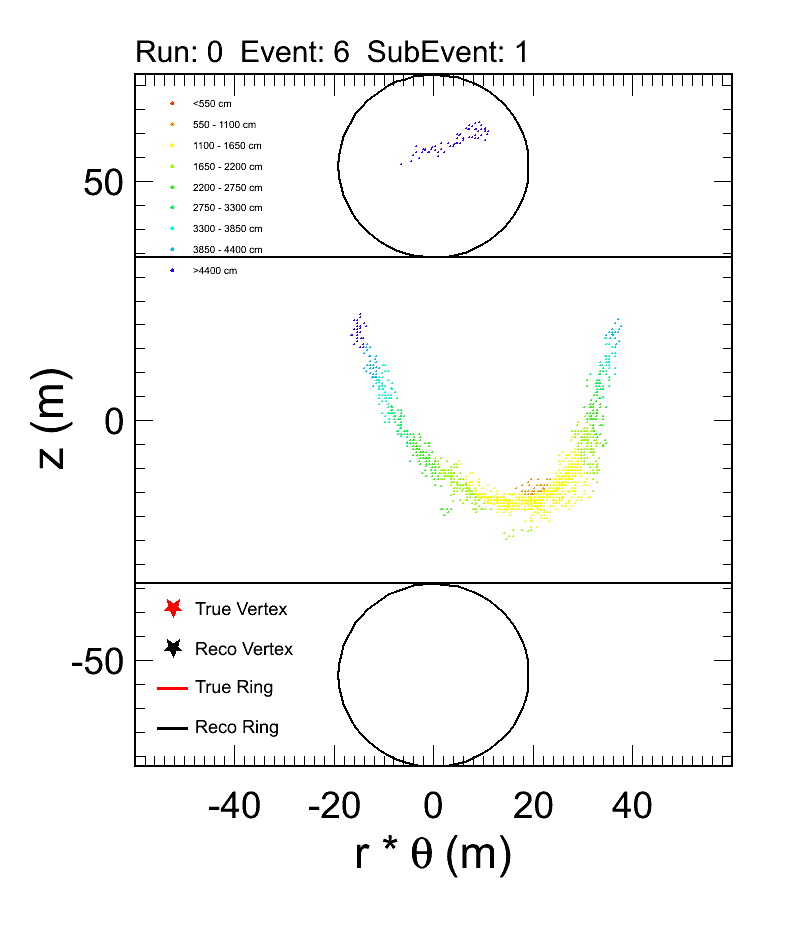 Run: 0  Event: 6  SubEvent: 1
<550 cm
550 - 1100 cm
1100 - 1650 cm
1650 - 2200 cm
2200 - 2750 cm
2750 - 3300 cm
3300 - 3850 cm
3850 - 4400 cm
>4400 cm
50
0
-50
z (m)
True Vertex
Reco Vertex
True Ring
Reco Ring
-40 -20 0 20 40
r * θ (m)